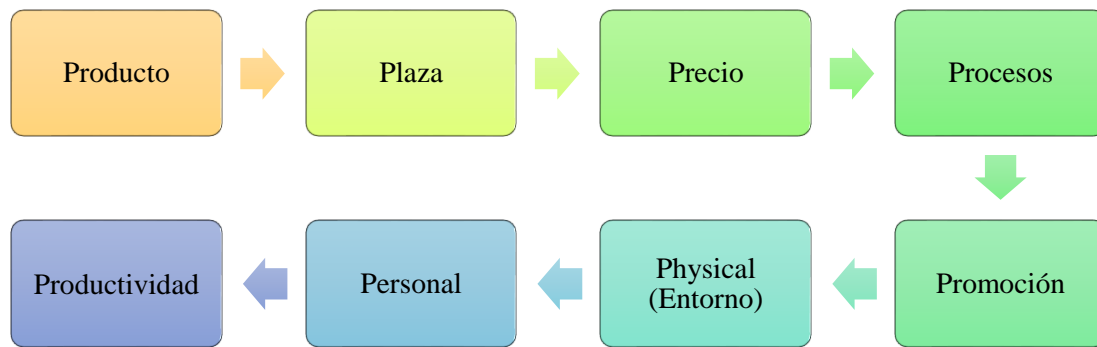 Producto
Plaza
Precio
Procesos
Promoción
Physical
(Entorno)
Personal
Productividad